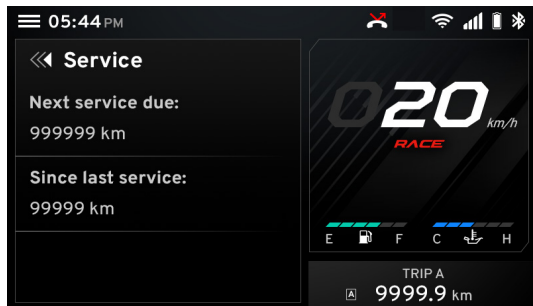 05:44 PM
Service
Next service due:
999999 km
Since last service:
99999 km
020 km/h
RACE
E F C H
TRIP A
A 9999.9 km